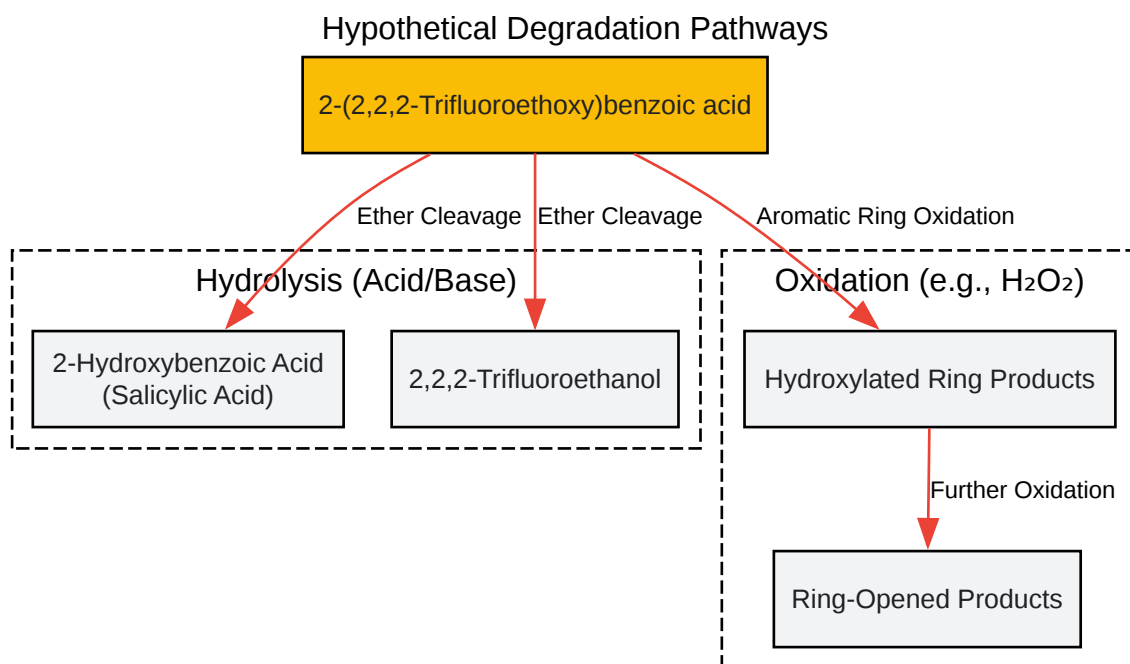 Hypothetical Degradation Pathways
2-(2,2,2-Trifluoroethoxy)benzoic acid
Ether Cleavage
Ether Cleavage
Aromatic Ring Oxidation
Hydrolysis (Acid/Base)
Oxidation (e.g., H₂O₂)
2-Hydroxybenzoic Acid
(Salicylic Acid)
2,2,2-Trifluoroethanol
Hydroxylated Ring Products
Further Oxidation
Ring-Opened Products